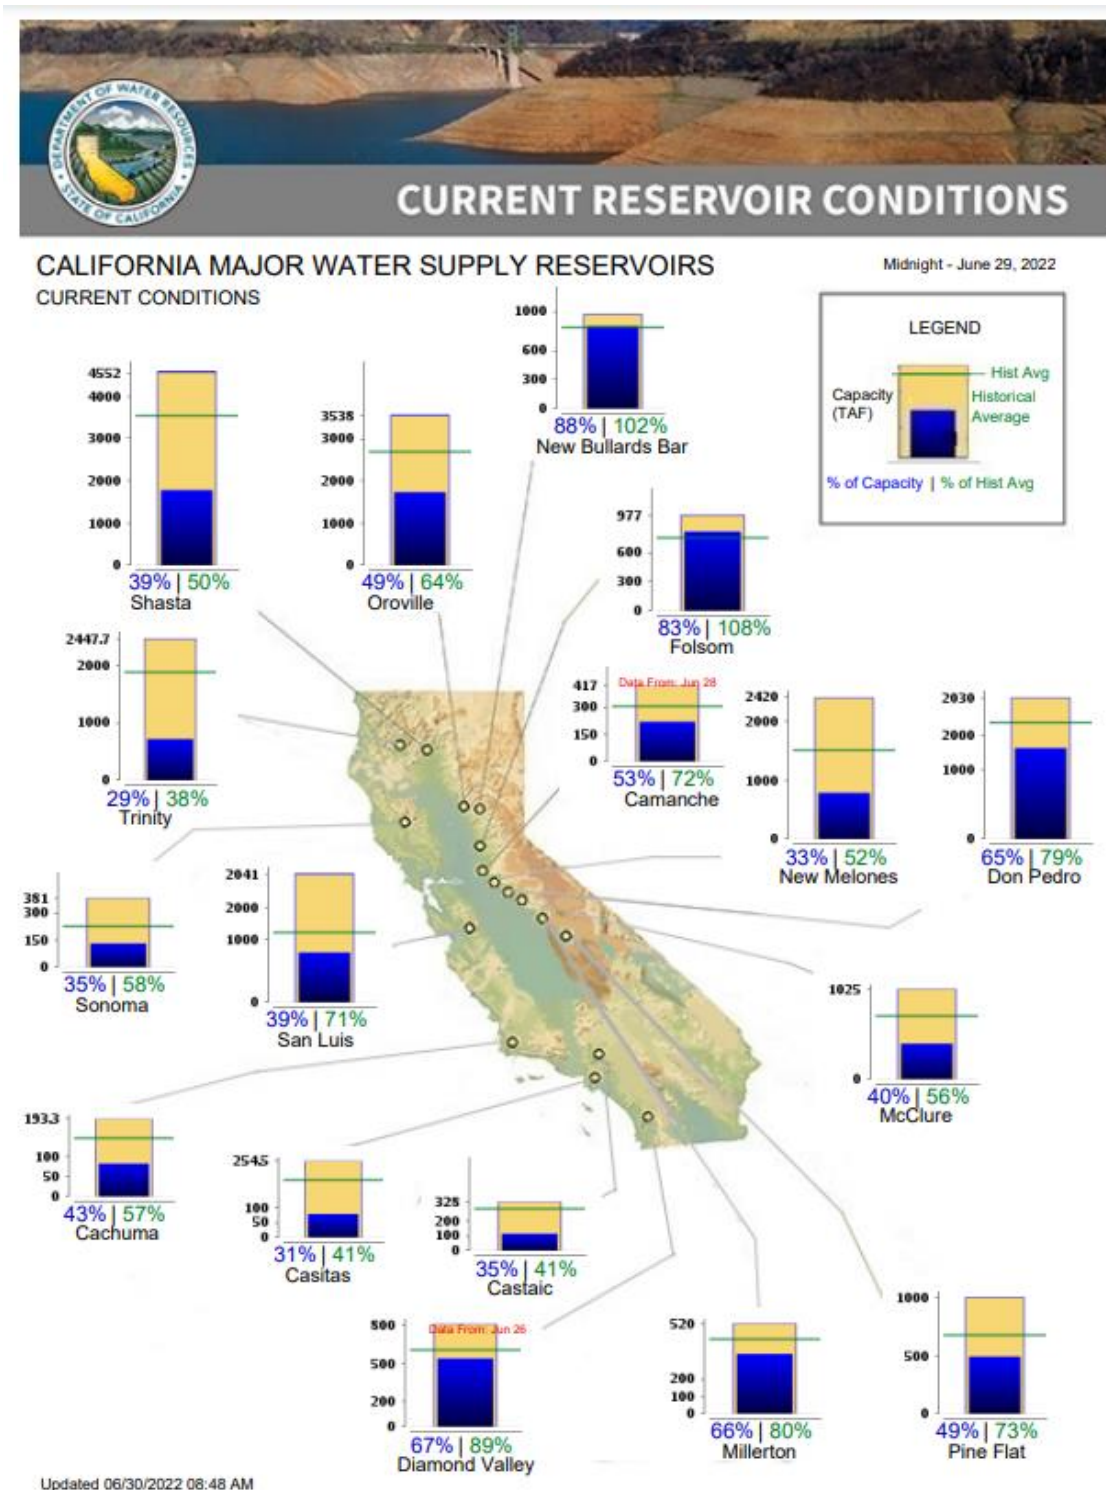 DEPARTMENT OF WATER RESOURCES
STATE OF CALIFORNIA
CURRENT RESERVOIR CONDITIONS
CALIFORNIA MAJOR WATER SUPPLY RESERVOIRS
Midnight - June 29, 2022
CURRENT CONDITIONS
LEGEND
Hist Avg
Capacity
(TAF)
Historical
Average
% of Capacity | % of Hist Avg
1000
600
300
0
88% | 102%
New Bullards Bar
4552
4000
3000
2000
1000
0
39% | 50%
Shasta
3538
3000
2000
1000
0
49% | 64%
Oroville
977
600
300
0
83% | 108%
Folsom
2447.7
2000
1000
0
29% | 38%
Trinity
417
300
150
0
Data From: Jun 28
53% | 72%
Camanche
2420
2000
1000
0
33% | 52%
New Melones
2030
2000
1000
0
65% | 79%
Don Pedro
381
300
150
0
35% | 58%
Sonoma
2041
2000
1000
0
39% | 71%
San Luis
1025
0
40% | 56%
McClure
193.3
100
50
0
43% | 57%
Cachuma
254.5
100
50
0
31% | 41%
Casitas
328
200
100
0
35% | 41%
Castaic
800
500
200
0
Data From: Jun 26
67% | 89%
Diamond Valley
520
200
100
0
66% | 80%
Millerton
1000
500
0
49% | 73%
Pine Flat
Updated 06/30/2022 08:48 AM